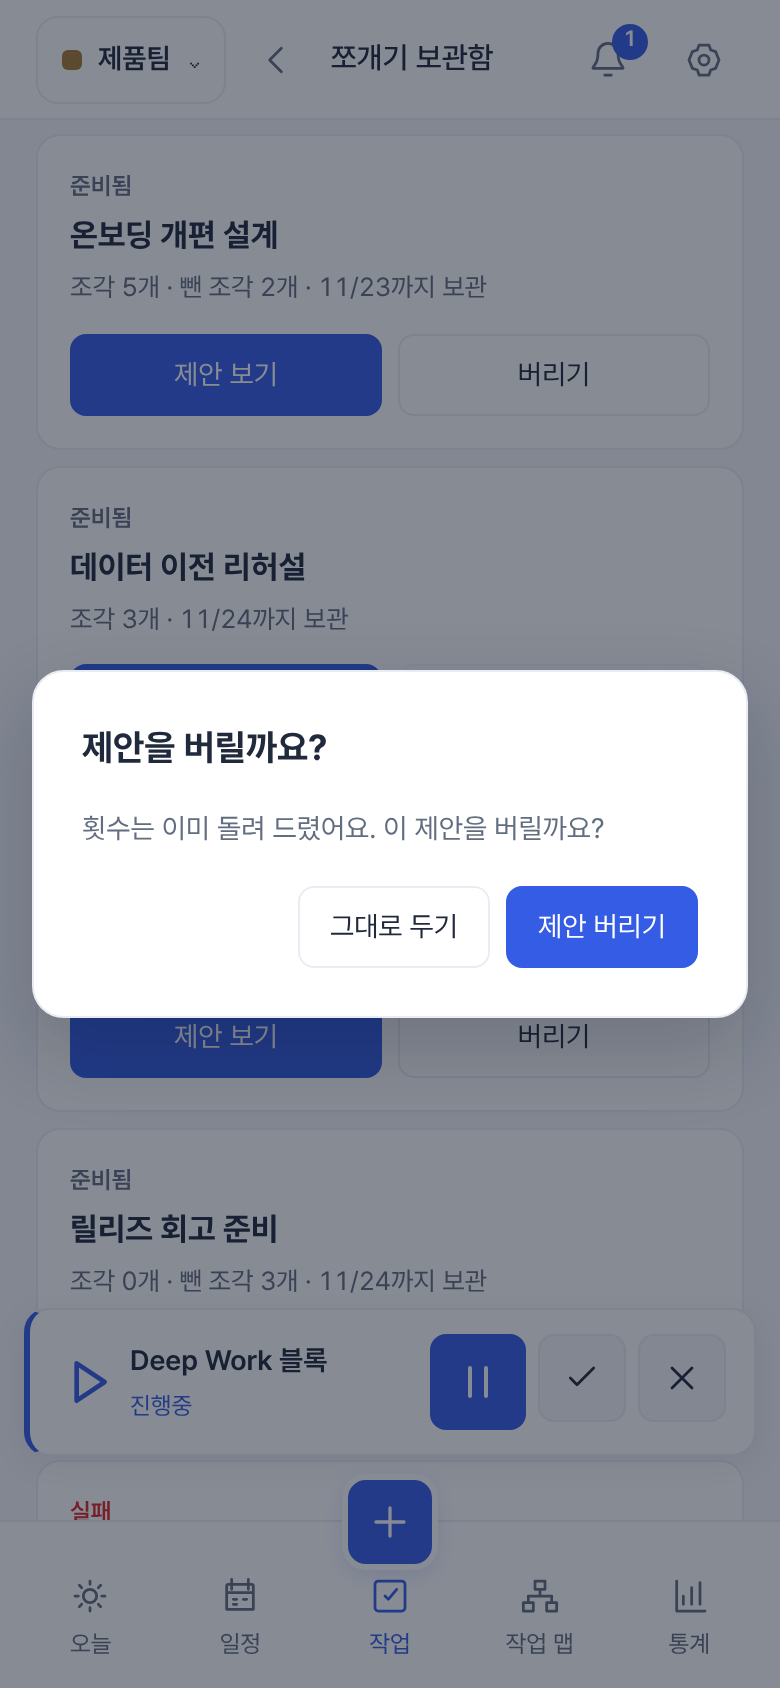 제품팀
쪼개기 보관함
1
준비됨
온보딩 개편 설계
조각 5개 · 뺀 조각 2개 · 11/23까지 보관
제안 보기
버리기
준비됨
데이터 이전 리허설
조각 3개 · 11/24까지 보관
제안을 버릴까요?
횟수는 이미 돌려 드렸어요. 이 제안을 버릴까요?
그대로 두기
제안 버리기
제안 보기
버리기
준비됨
릴리즈 회고 준비
조각 0개 · 뺀 조각 3개 · 11/24까지 보관
Deep Work 블록
진행중
실패
오늘
일정
작업
작업 맵
통계